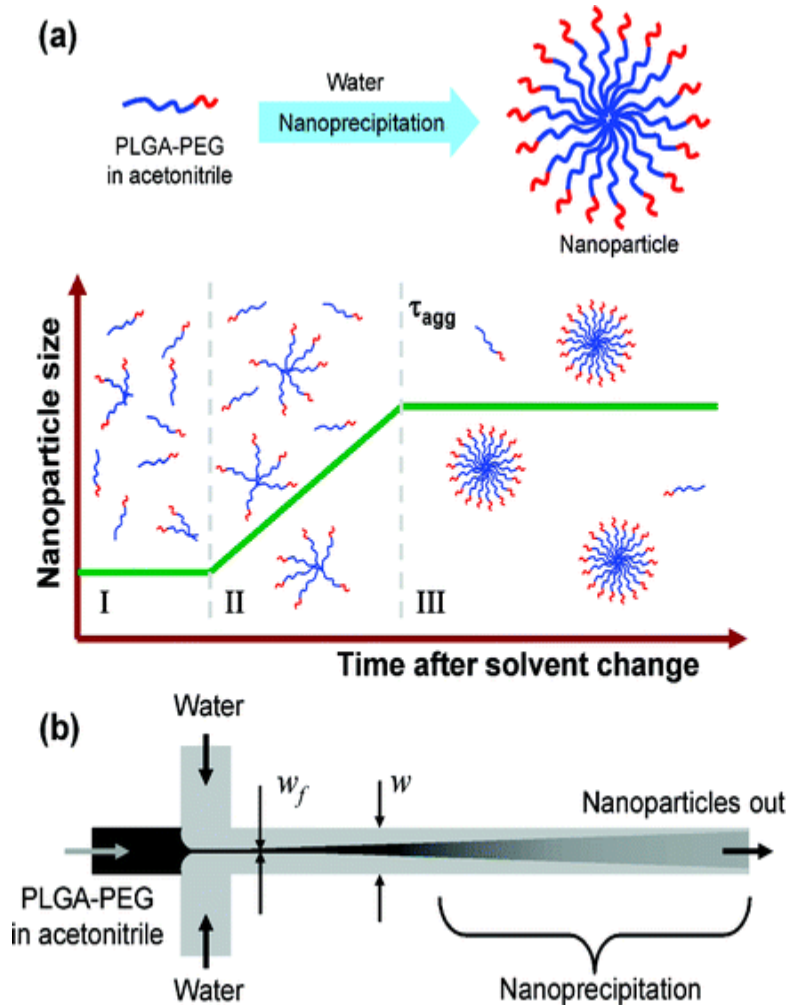 (a)
Water
Nanoprecipitation
PLGA-PEG
in acetonitrile
Nanoparticle
Nanoparticle size
τagg
I
II
III
Time after solvent change
(b)
Water
wf
w
Nanoparticles out
PLGA-PEG
in acetonitrile
Water
Nanoprecipitation